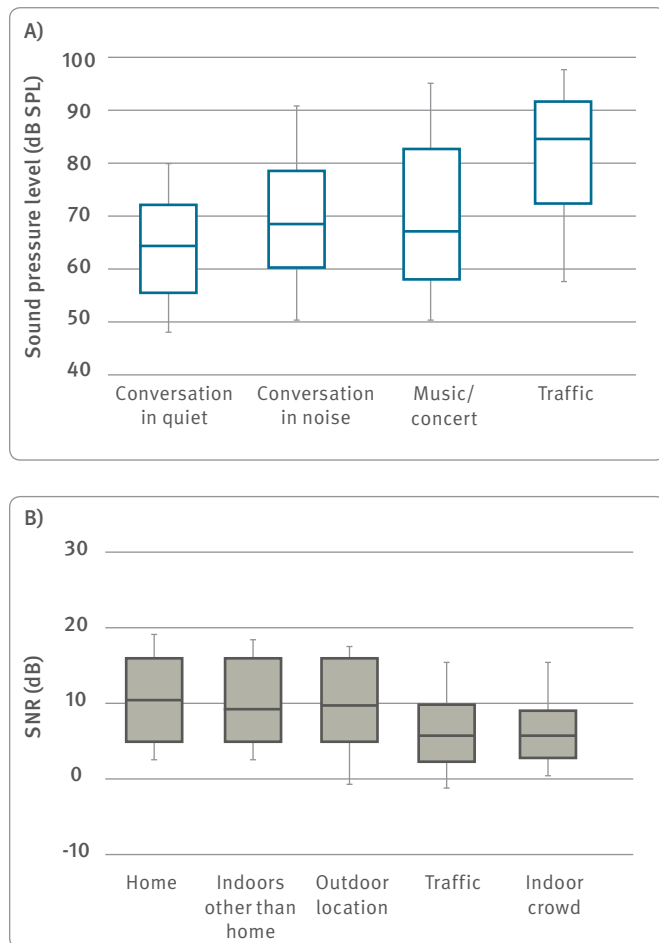 A)
Sound pressure level (dB SPL)
100
90
80
70
60
50
40
Conversation
in quiet
Conversation
in noise
Music/
concert
Traffic
B)
SNR (dB)
30
20
10
0
-10
Home
Indoors
other than
home
Outdoor
location
Traffic
Indoor
crowd